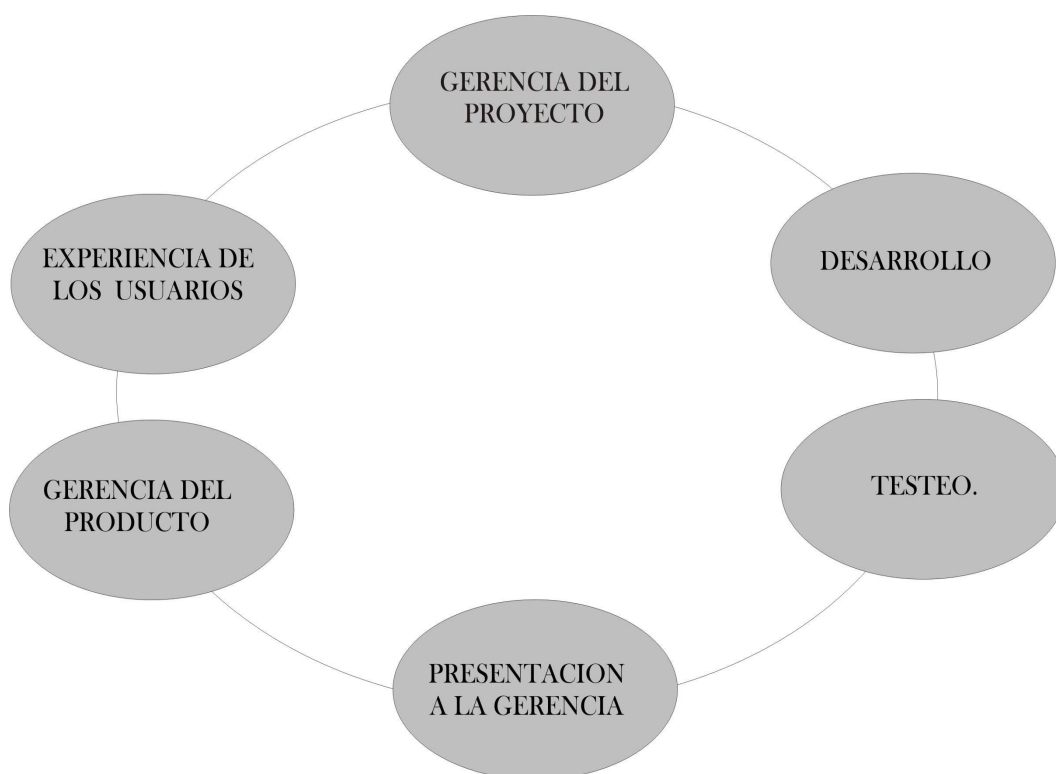 GERENCIA DEL
PROYECTO
DESARROLLO
TESTEO.
PRESENTACION
A LA GERENCIA
GERENCIA DEL
PRODUCTO
EXPERIENCIA DE
LOS USUARIOS